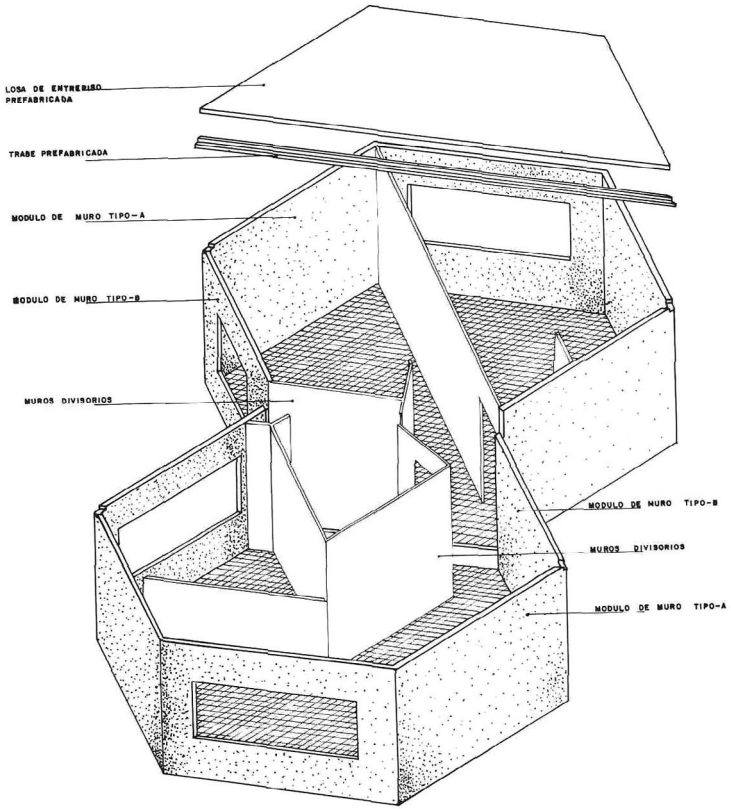 LOSA DE ENTREPISO
PREFABRICADA
TRABE PREFABRICADA
MODULO DE MURO TIPO-A
MODULO DE MURO TIPO-B
MUROS DIVISORIOS
MODULO DE MURO TIPO-B
MUROS DIVISORIOS
MODULO DE MURO TIPO-A